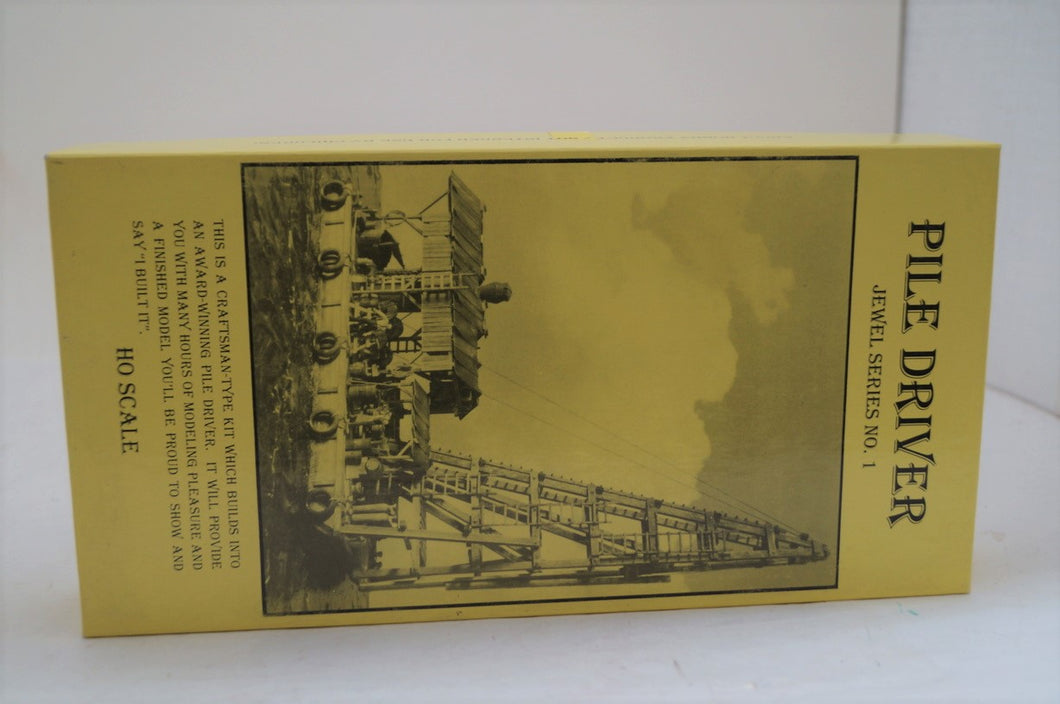 PILE DRIVER
JEWEL SERIES NO. 1
THIS IS A CRAFTSMAN-TYPE KIT WHICH BUILDS INTO
AN AWARD-WINNING PILE DRIVER. IT WILL PROVIDE
YOU WITH MANY HOURS OF MODELING PLEASURE AND
A FINISHED MODEL YOU'LL BE PROUD TO SHOW AND
SAY "I BUILT IT".
HO SCALE